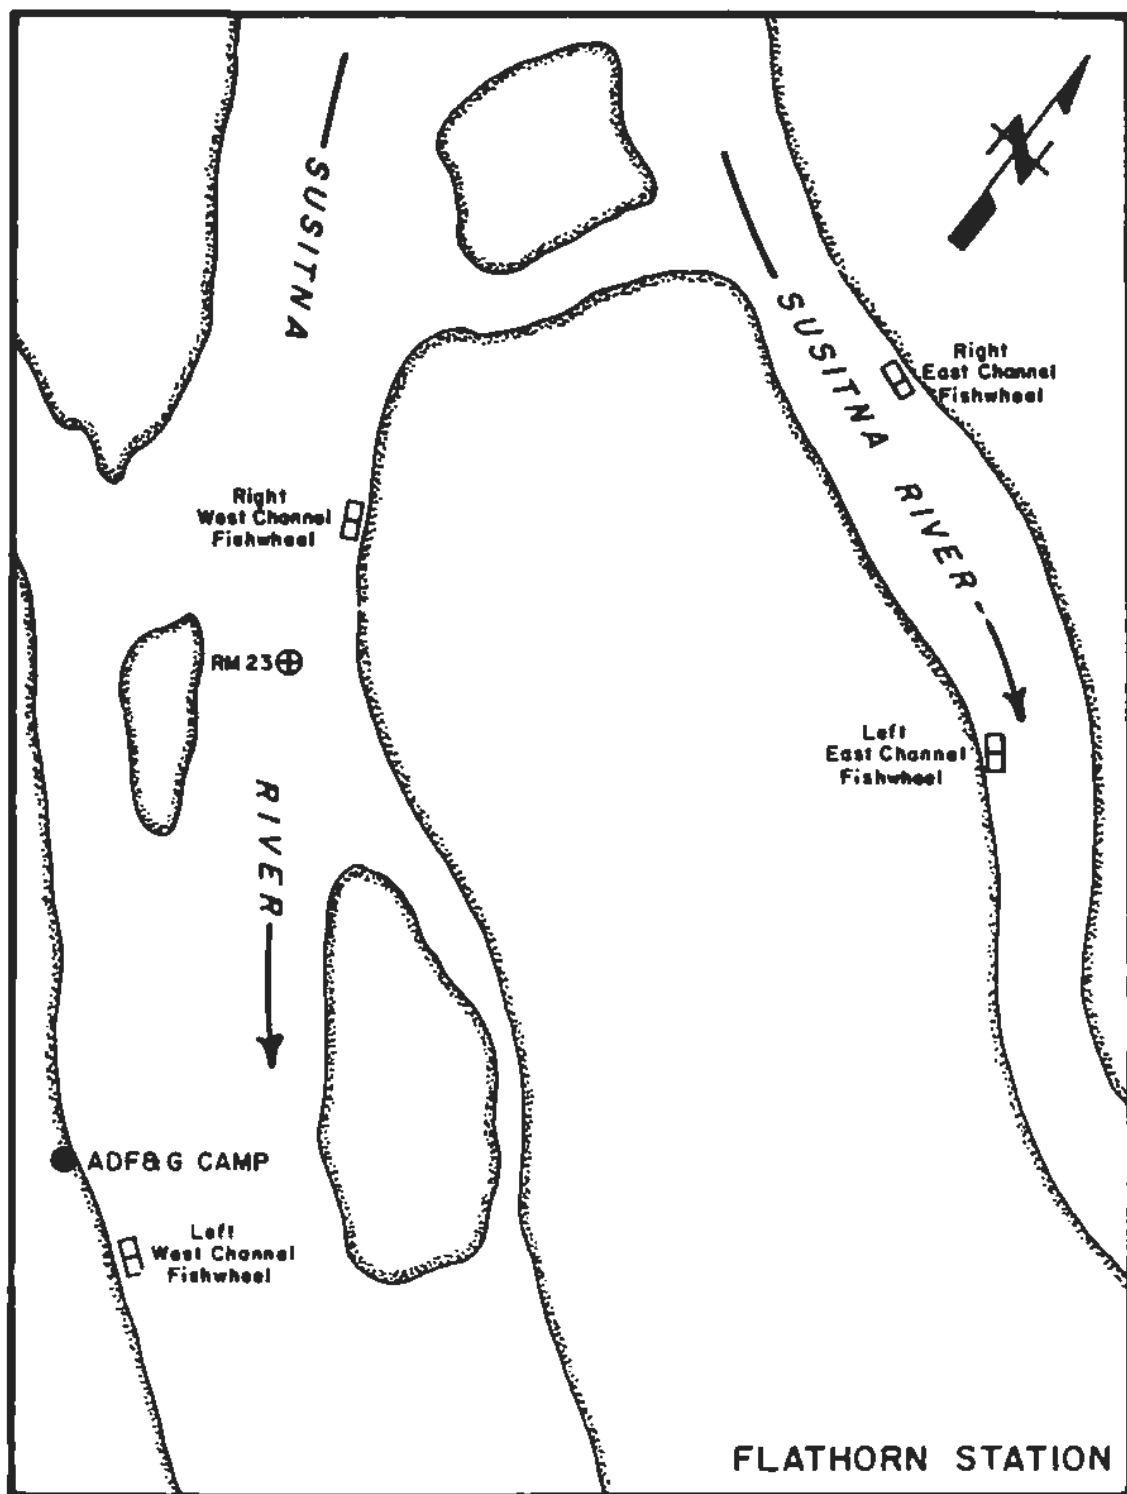 SUSITNA
RIVER
SUSITNA RIVER
N
Right
East Channel
Fishwheel
Right
West Channel
Fishwheel
RM 23
Left
East Channel
Fishwheel
ADF&G CAMP
Left
West Channel
Fishwheel
FLATHORN STATION